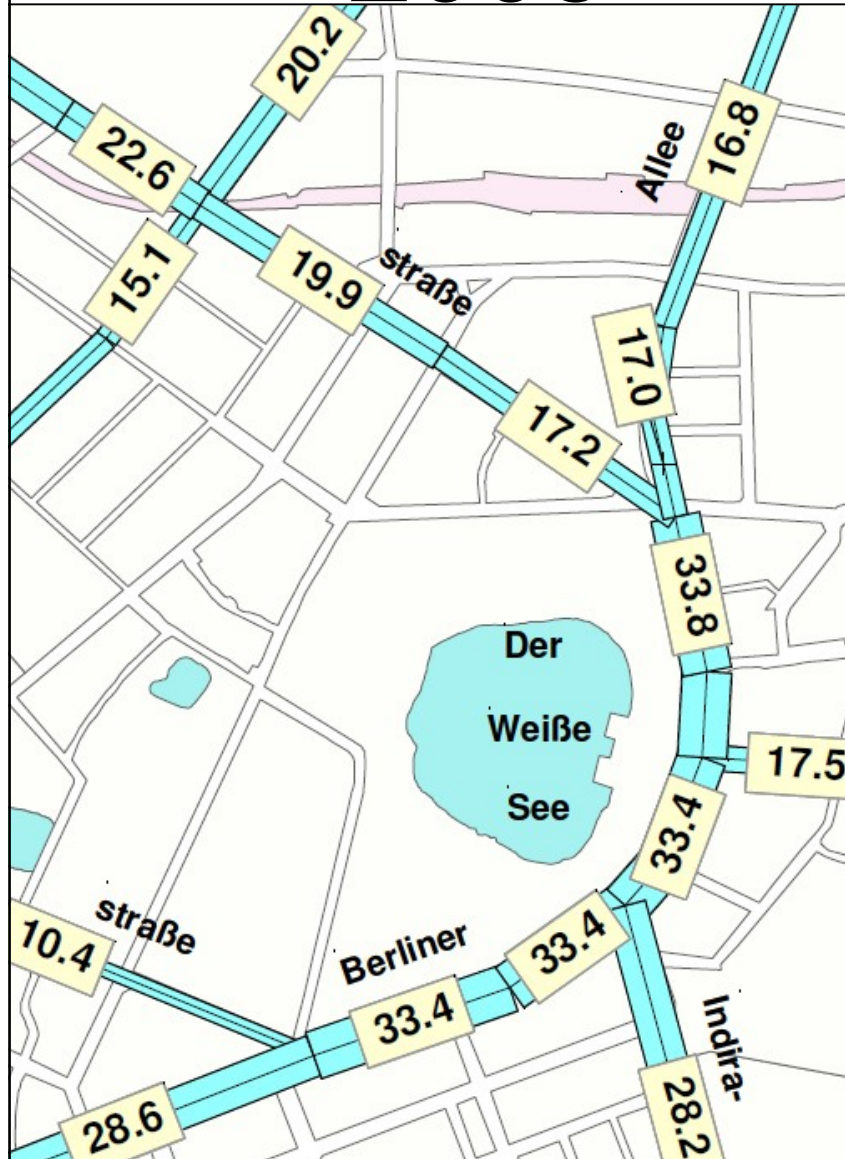 20.2
16.8
Allee
22.6
15.1
19.9
straße
17.0
17.2
33.8
Der
Weiße
See
17.5
33.4
straße
10.4
Berliner
33.4
33.4
Indira-
28.6
28.2